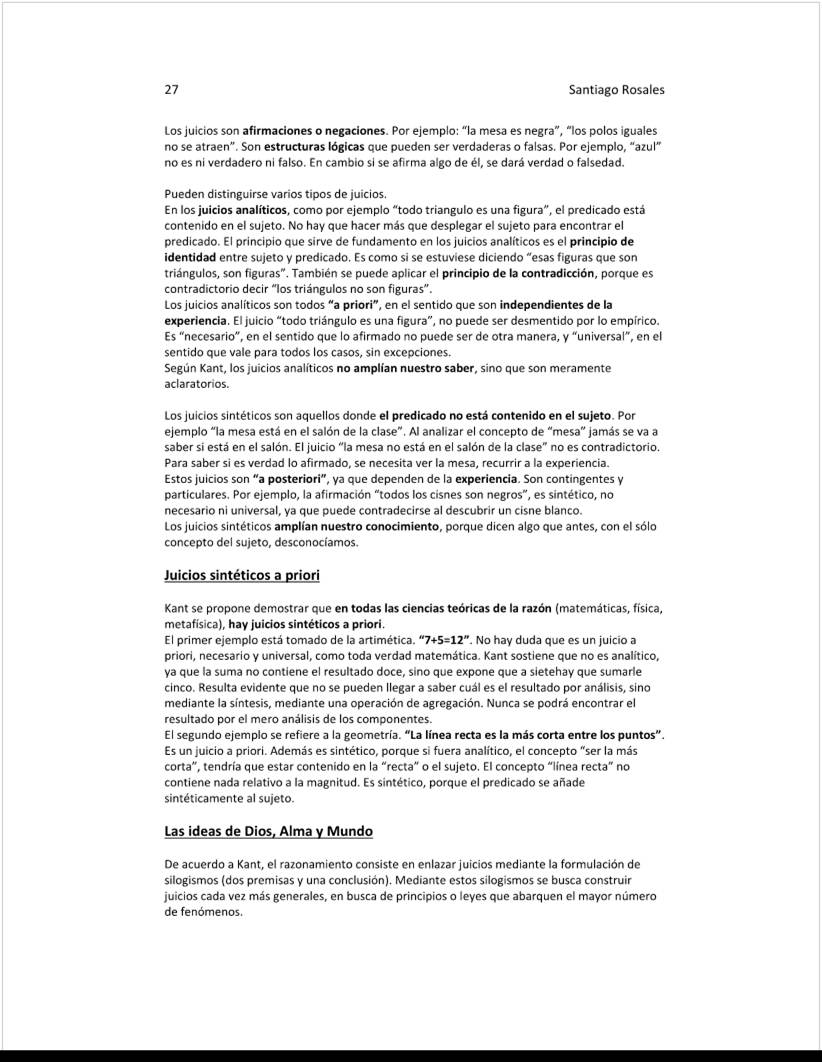 27 Santiago Rosales
Los juicios son afirmaciones o negaciones. Por ejemplo: “la mesa es negra”, “los polos iguales
no se atraen”. Son estructuras lógicas que pueden ser verdaderas o falsas. Por ejemplo, “azul”
no es ni verdadero ni falso. En cambio si se afirma algo de él, se dará verdad o falsedad.
Pueden distinguirse varios tipos de juicios.
En los juicios analíticos, como por ejemplo “todo triangulo es una figura”, el predicado está
contenido en el sujeto. No hay que hacer más que desplegar el sujeto para encontrar el
predicado. El principio que sirve de fundamento en los juicios analíticos es el principio de
identidad entre sujeto y predicado. Es como si se estuviese diciendo “esas figuras que son
triángulos, son figuras”. También se puede aplicar el principio de la contradicción, porque es
contradictorio decir “los triángulos no son figuras”.
Los juicios analíticos son todos “a priori”, en el sentido que son independientes de la
experiencia. El juicio “todo triángulo es una figura”, no puede ser desmentido por lo empírico.
Es “necesario”, en el sentido que lo afirmado no puede ser de otra manera, y “universal”, en el
sentido que vale para todos los casos, sin excepciones.
Según Kant, los juicios analíticos no amplían nuestro saber, sino que son meramente
aclaratorios.
Los juicios sintéticos son aquellos donde el predicado no está contenido en el sujeto. Por
ejemplo “la mesa está en el salón de la clase”. Al analizar el concepto de “mesa” jamás se va a
saber si está en el salón. El juicio “la mesa no está en el salón de la clase” no es contradictorio.
Para saber si es verdad lo afirmado, se necesita ver la mesa, recurrir a la experiencia.
Estos juicios son “a posteriori”, ya que dependen de la experiencia. Son contingentes y
particulares. Por ejemplo, la afirmación “todos los cisnes son negros”, es sintético, no
necesario ni universal, ya que puede contradecirse al descubrir un cisne blanco.
Los juicios sintéticos amplían nuestro conocimiento, porque dicen algo que antes, con el sólo
concepto del sujeto, desconocíamos.
Juicios sintéticos a priori
Kant se propone demostrar que en todas las ciencias teóricas de la razón (matemáticas, física,
metafísica), hay juicios sintéticos a priori.
El primer ejemplo está tomado de la artimética. “7+5=12”. No hay duda que es un juicio a
priori, necesario y universal, como toda verdad matemática. Kant sostiene que no es analítico,
ya que la suma no contiene el resultado doce, sino que expone que a sietehay que sumarle
cinco. Resulta evidente que no se pueden llegar a saber cuál es el resultado por análisis, sino
mediante la síntesis, mediante una operación de agregación. Nunca se podrá encontrar el
resultado por el mero análisis de los componentes.
El segundo ejemplo se refiere a la geometría. “La línea recta es la más corta entre los puntos”.
Es un juicio a priori. Además es sintético, porque si fuera analítico, el concepto “ser la más
corta”, tendría que estar contenido en la “recta” o el sujeto. El concepto “línea recta” no
contiene nada relativo a la magnitud. Es sintético, porque el predicado se añade
sintéticamente al sujeto.
Las ideas de Dios, Alma y Mundo
De acuerdo a Kant, el razonamiento consiste en enlazar juicios mediante la formulación de
silogismos (dos premisas y una conclusión). Mediante estos silogismos se busca construir
juicios cada vez más generales, en busca de principios o leyes que abarquen el mayor número
de fenómenos.